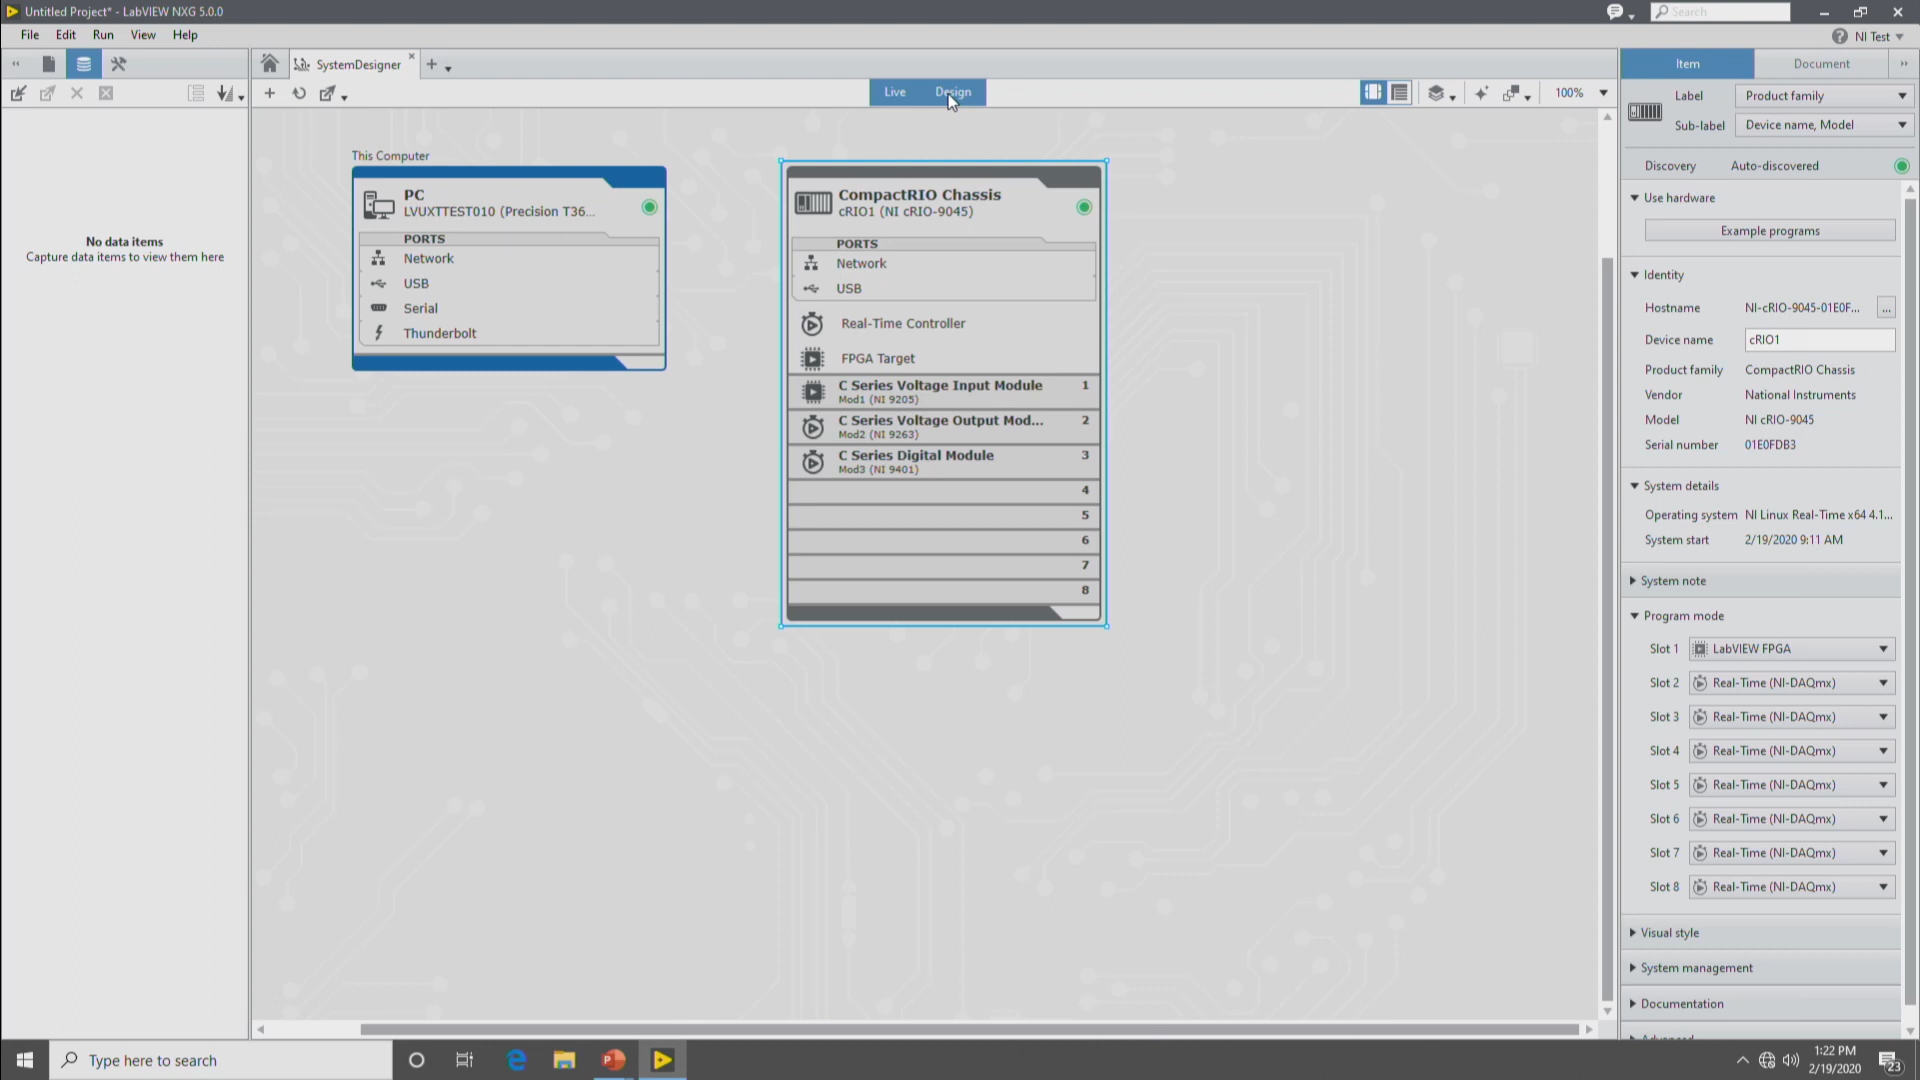 Untitled Project* - LabVIEW NXG 5.0.0
Search
File Edit Run View Help
NI Test
SystemDesigner
Live Design
100%
No data items
Capture data items to view them here
This Computer
PC
LVUXTTEST010 (Precision T36...
PORTS
Network
USB
Serial
Thunderbolt
CompactRIO Chassis
cRIO1 (NI cRIO-9045)
PORTS
Network
USB
Real-Time Controller
FPGA Target
C Series Voltage Input Module 1
Mod1 (NI 9205)
C Series Voltage Output Mod... 2
Mod2 (NI 9263)
C Series Digital Module 3
Mod3 (NI 9401)
4
5
6
7
8
Item Document
Label Product family
Sub-label Device name, Model
Discovery Auto-discovered
Use hardware
Example programs
Identity
Hostname NI-cRIO-9045-01E0F... ...
Device name cRIO1
Product family CompactRIO Chassis
Vendor National Instruments
Model NI cRIO-9045
Serial number 01E0FDB3
System details
Operating system NI Linux Real-Time x64 4.1...
System start 2/19/2020 9:11 AM
System note
Program mode
Slot 1 LabVIEW FPGA
Slot 2 Real-Time (NI-DAQmx)
Slot 3 Real-Time (NI-DAQmx)
Slot 4 Real-Time (NI-DAQmx)
Slot 5 Real-Time (NI-DAQmx)
Slot 6 Real-Time (NI-DAQmx)
Slot 7 Real-Time (NI-DAQmx)
Slot 8 Real-Time (NI-DAQmx)
Visual style
System management
Documentation
Type here to search
1:22 PM
2/19/2020
23